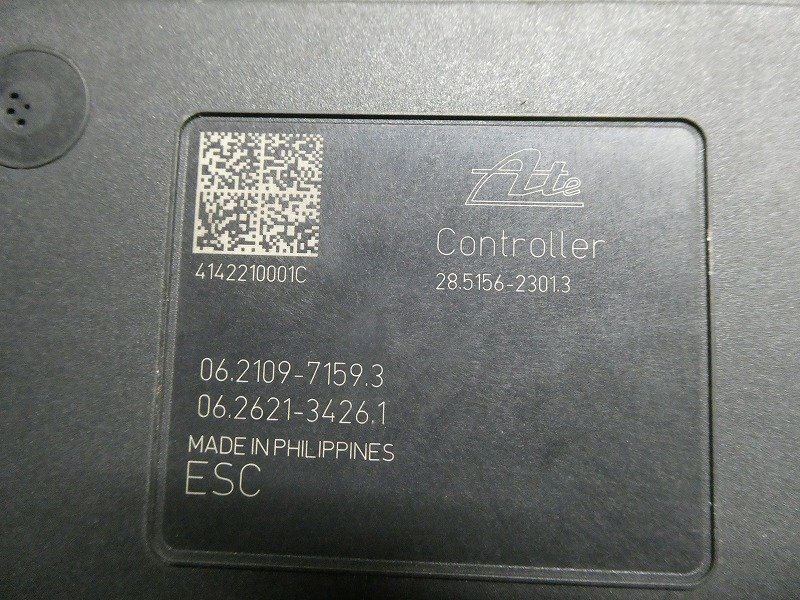 Ate
4142210001C
Controller
28.5156-2301.3
06.2109-7159.3
06.2621-3426.1
MADE IN PHILIPPINES
ESC